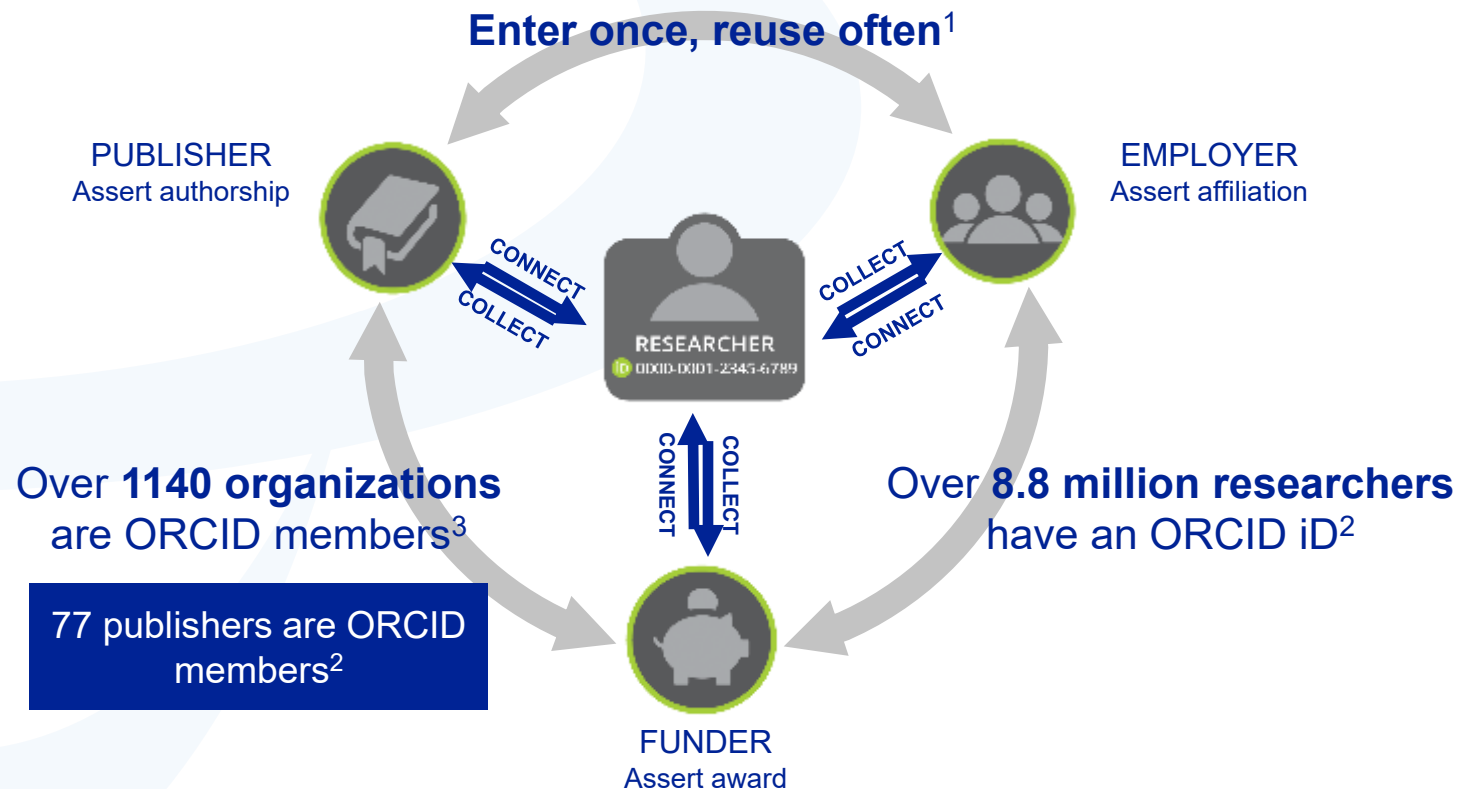 Enter once, reuse often¹
PUBLISHER
Assert authorship
EMPLOYER
Assert affiliation
CONNECT
COLLECT
COLLECT
CONNECT
RESEARCHER
iD 0000-0001-2345-6789
CONNECT
COLLECT
Over 1140 organizations
are ORCID members³
Over 8.8 million researchers
have an ORCID iD²
77 publishers are ORCID
members²
FUNDER
Assert award